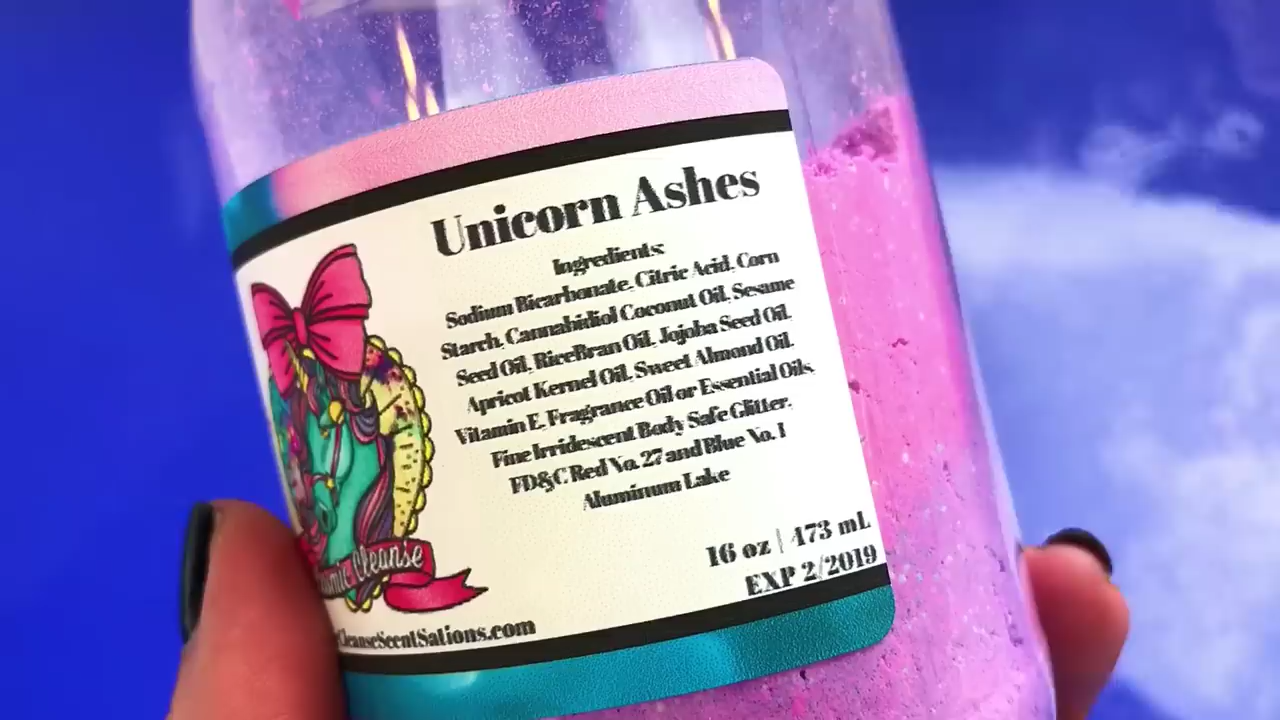 Unicorn Ashes
Ingredients:
Sodium Bicarbonate, Citric Acid, Corn
Starch, Cannabidiol Coconut Oil, Sesame
Seed Oil, RiceBran Oil, Jojoba Seed Oil,
Apricot Kernel Oil, Sweet Almond Oil,
Vitamin E, Fragrance Oil or Essential Oils,
Fine Irridescent Body Safe Glitter,
FD&C Red No. 27 and Blue No. 1
Aluminum Lake
16 oz | 473 mL
EXP 2/2019
Cleanse
CleanseScentSations.com